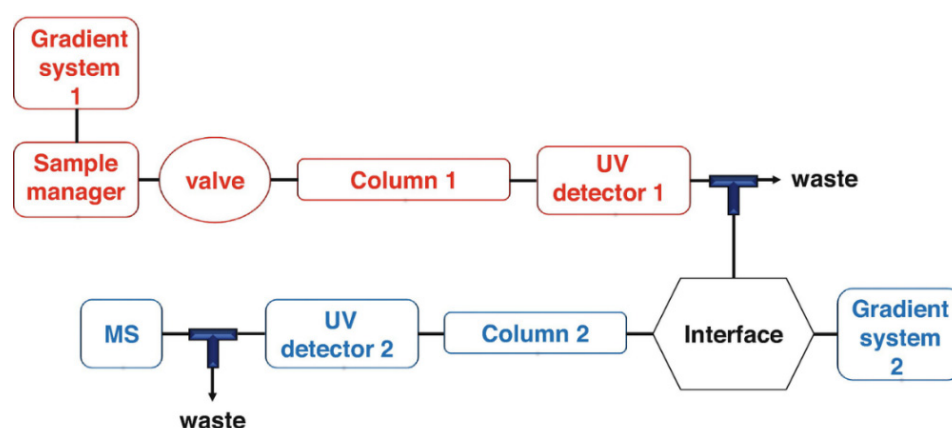 Gradient
system
1
Sample
manager
valve
Column 1
UV
detector 1
waste
MS
UV
detector 2
Column 2
Interface
Gradient
system
2
waste